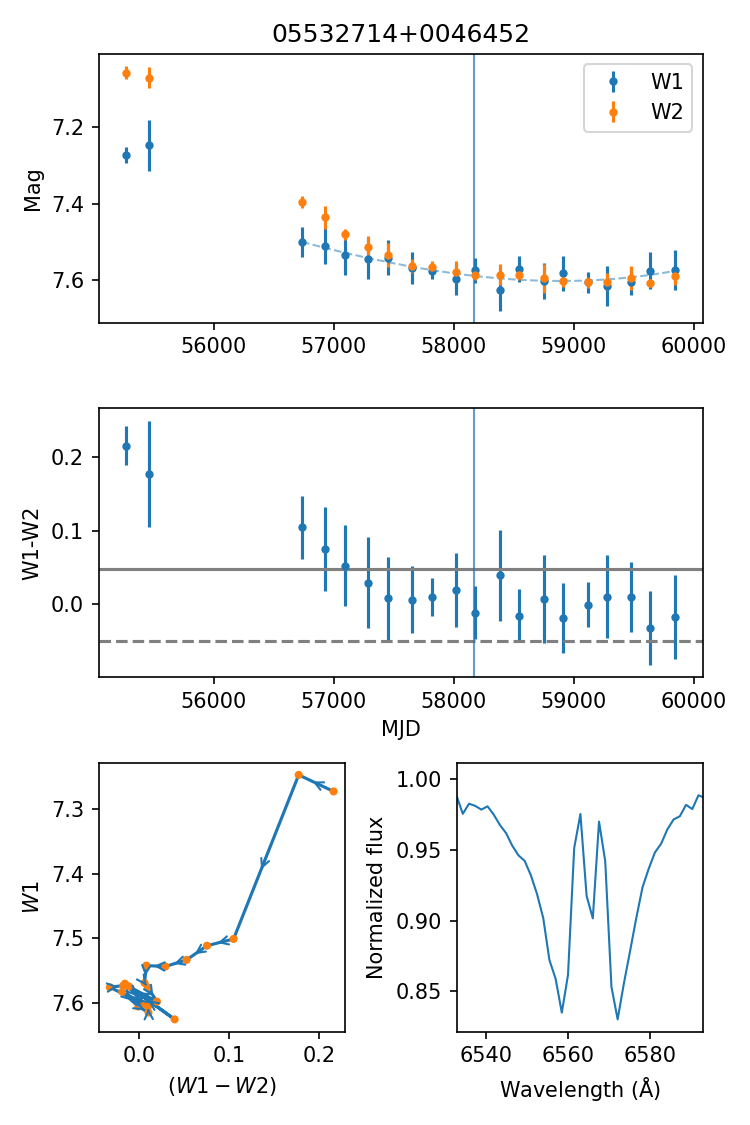 05532714+0046452
Mag
7.2
7.4
7.6
W1
W2
56000 57000 58000 59000 60000
W1-W2
0.2
0.1
0.0
56000 57000 58000 59000 60000
MJD
W1
7.3
7.4
7.5
7.6
0.0 0.1 0.2
(W1 − W2)
Normalized flux
1.00
0.95
0.90
0.85
6540 6560 6580
Wavelength (Å)